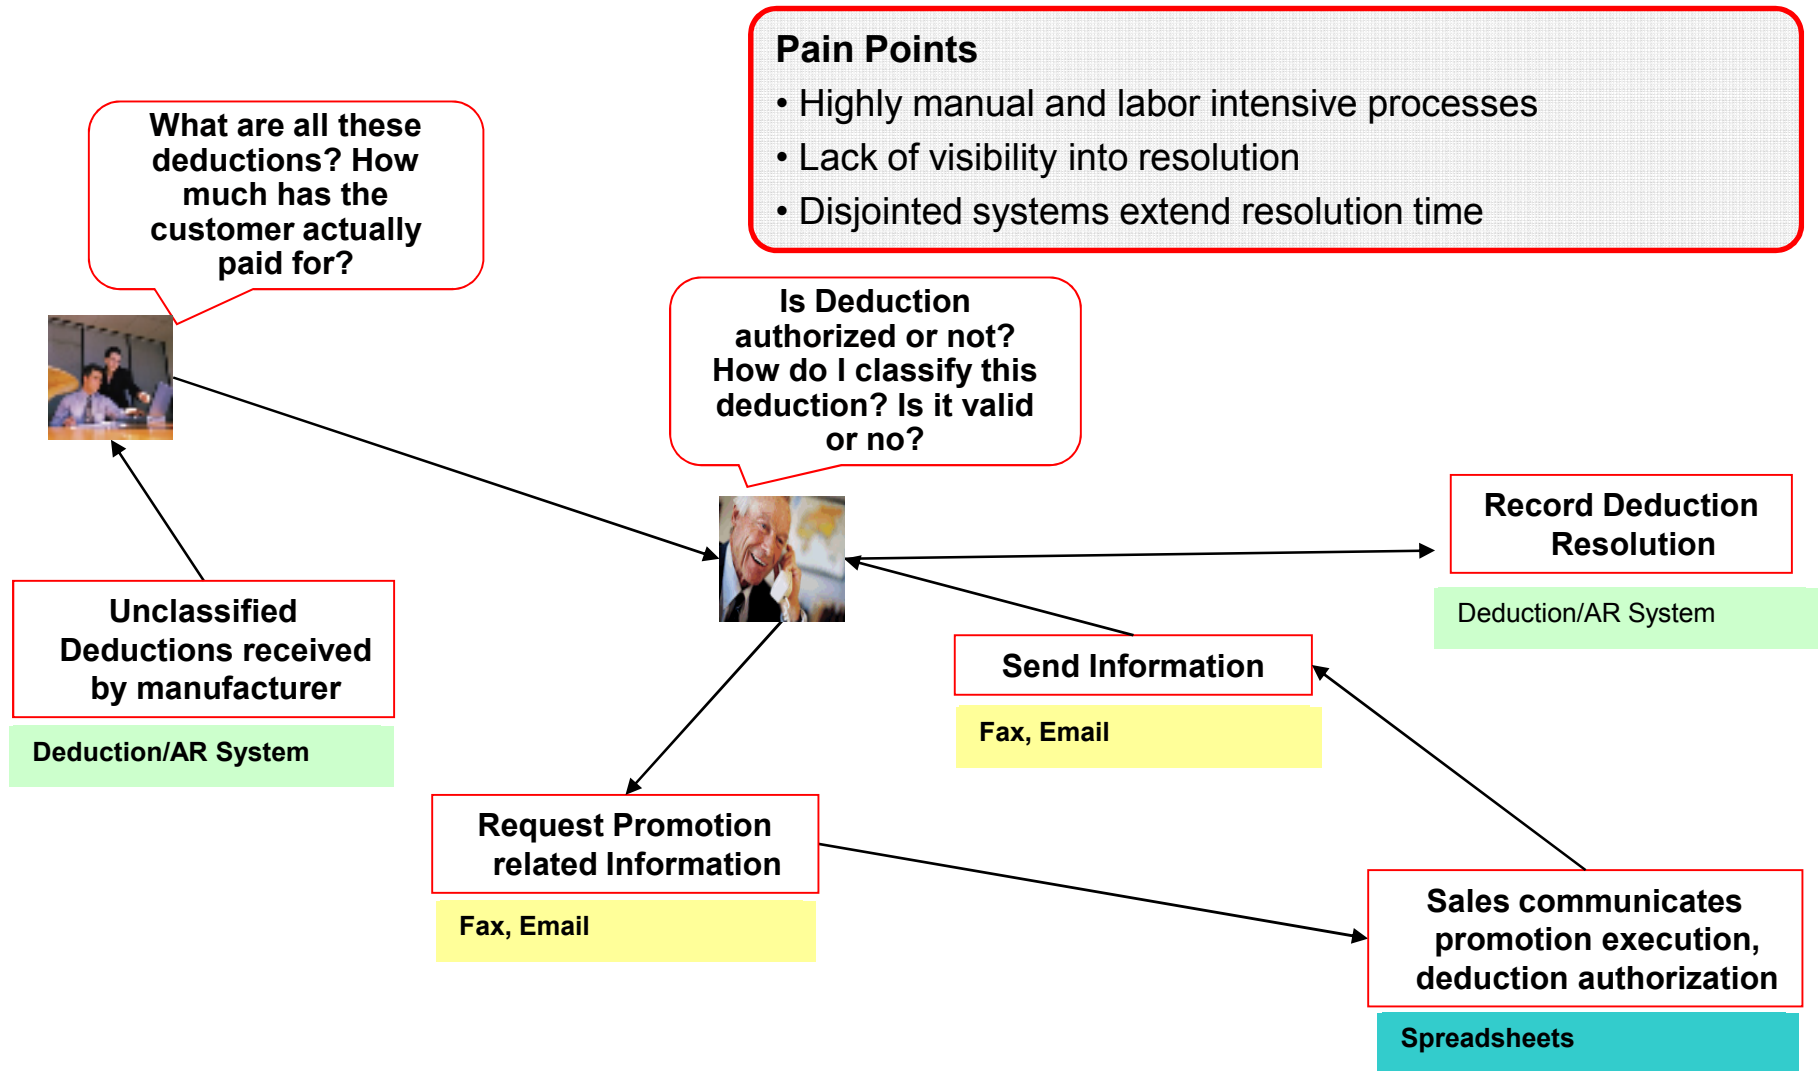 Pain Points
• Highly manual and labor intensive processes
• Lack of visibility into resolution
• Disjointed systems extend resolution time
What are all these
deductions? How
much has the
customer actually
paid for?
Is Deduction
authorized or not?
How do I classify this
deduction? Is it valid
or no?
Record Deduction
Resolution
Deduction/AR System
Unclassified
Deductions received
by manufacturer
Deduction/AR System
Send Information
Fax, Email
Request Promotion
related Information
Fax, Email
Sales communicates
promotion execution,
deduction authorization
Spreadsheets